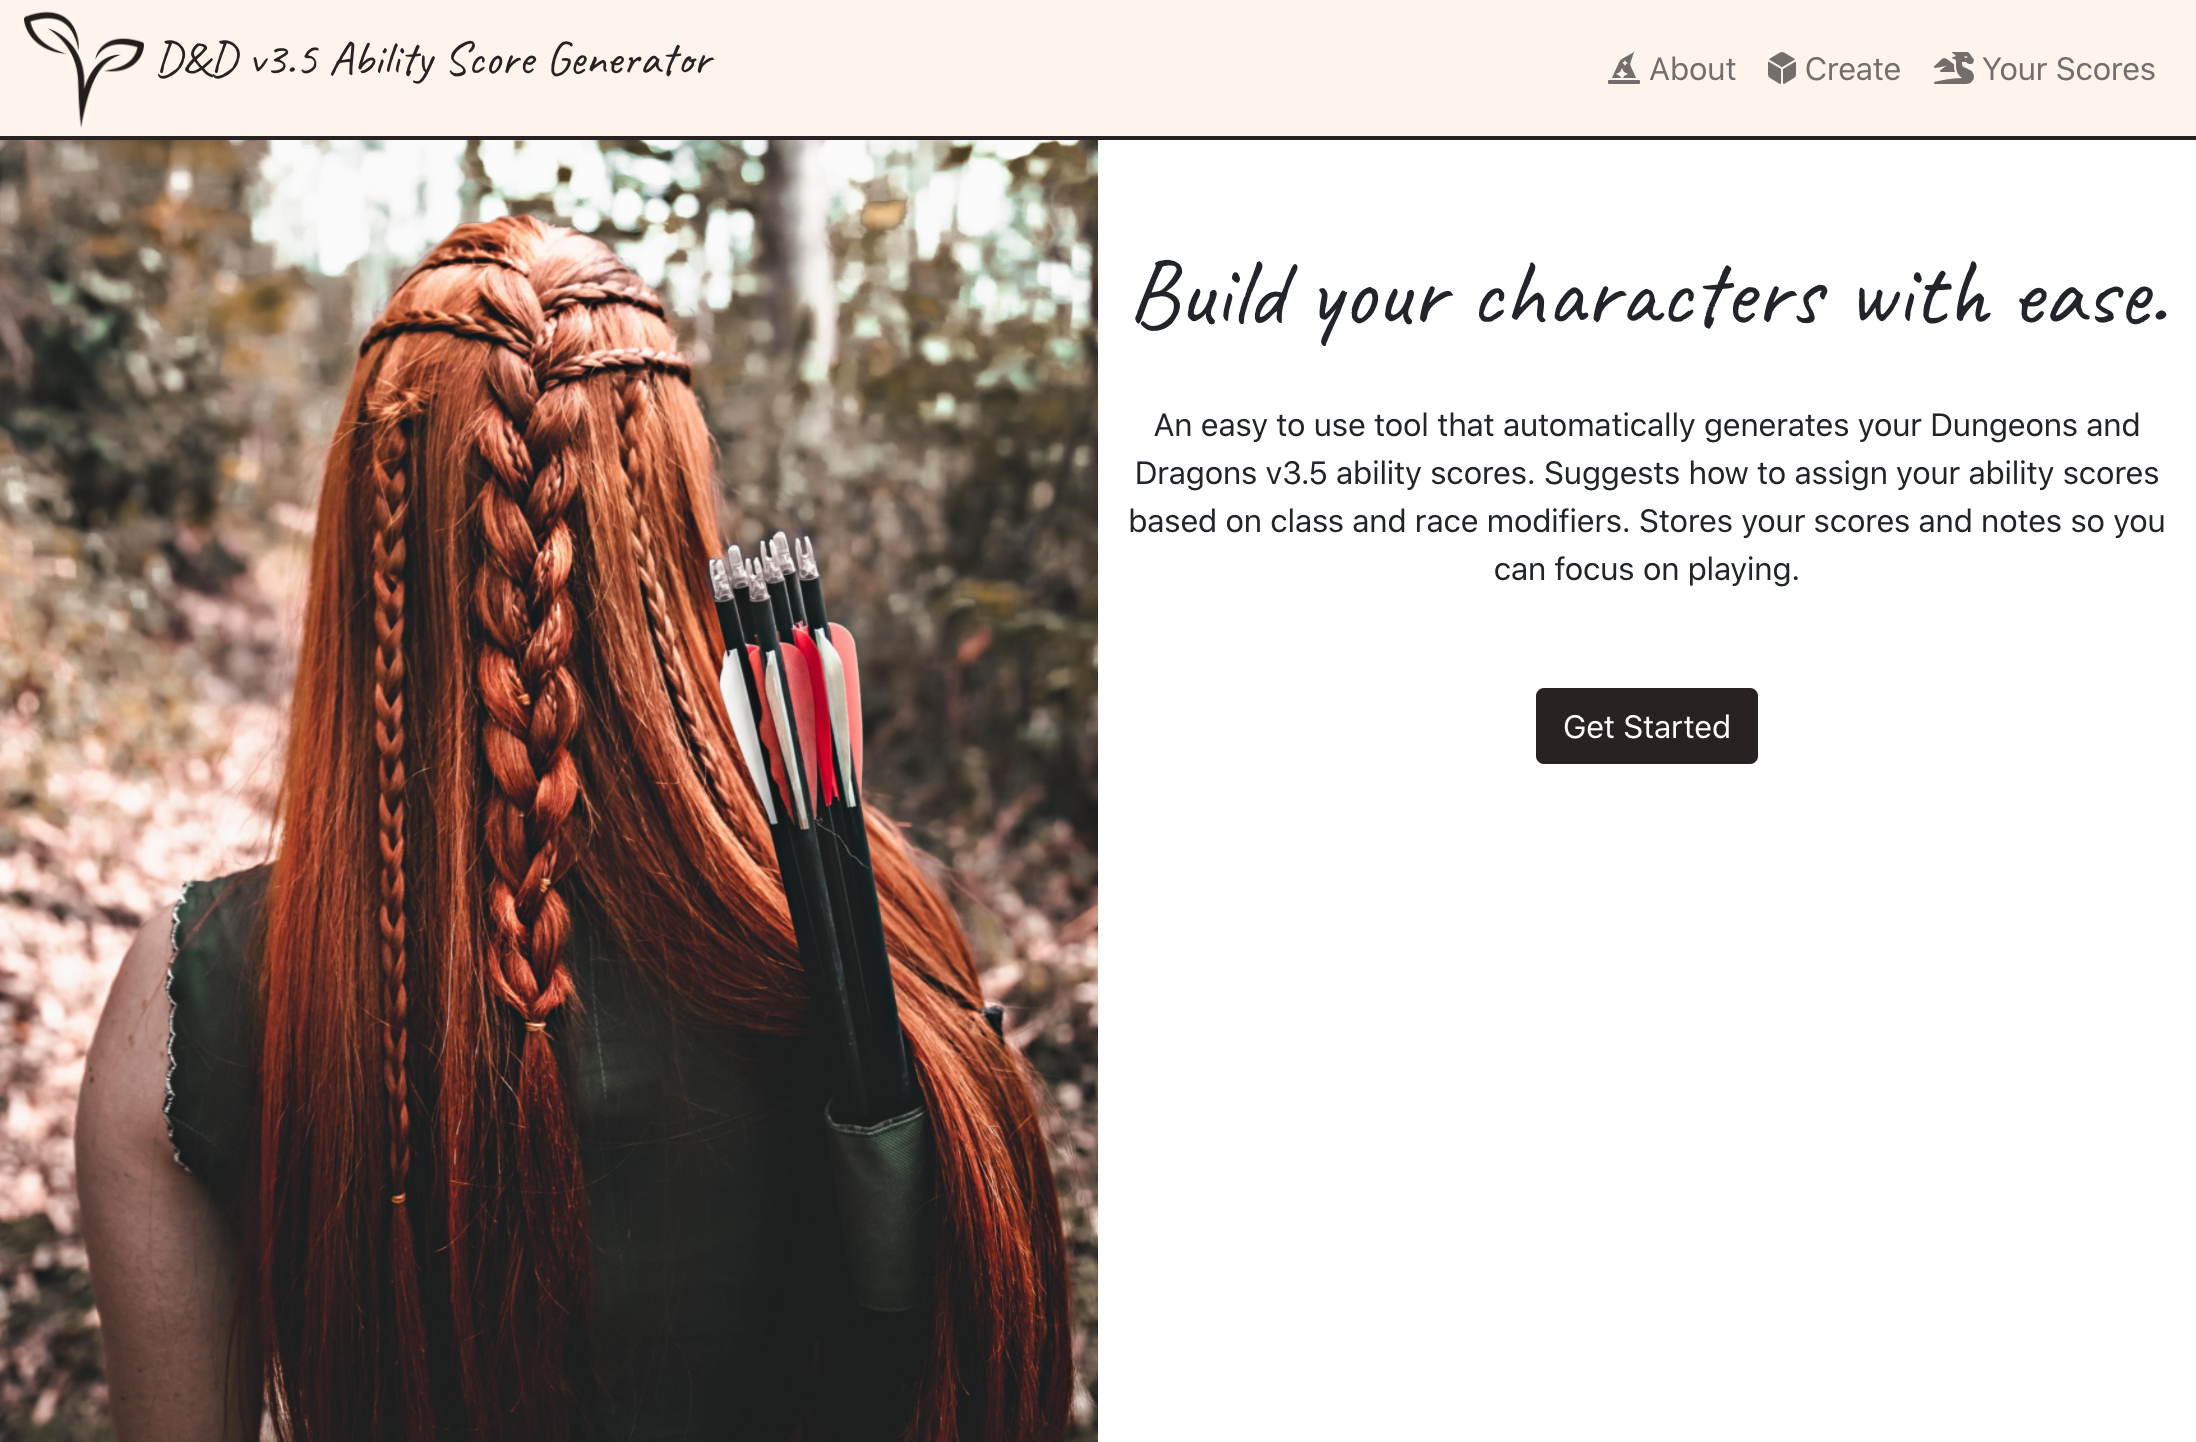 D&D v3.5 Ability Score Generator
About
Create
Your Scores
Build your characters with ease.
An easy to use tool that automatically generates your Dungeons and
Dragons v3.5 ability scores. Suggests how to assign your ability scores
based on class and race modifiers. Stores your scores and notes so you
can focus on playing.
Get Started